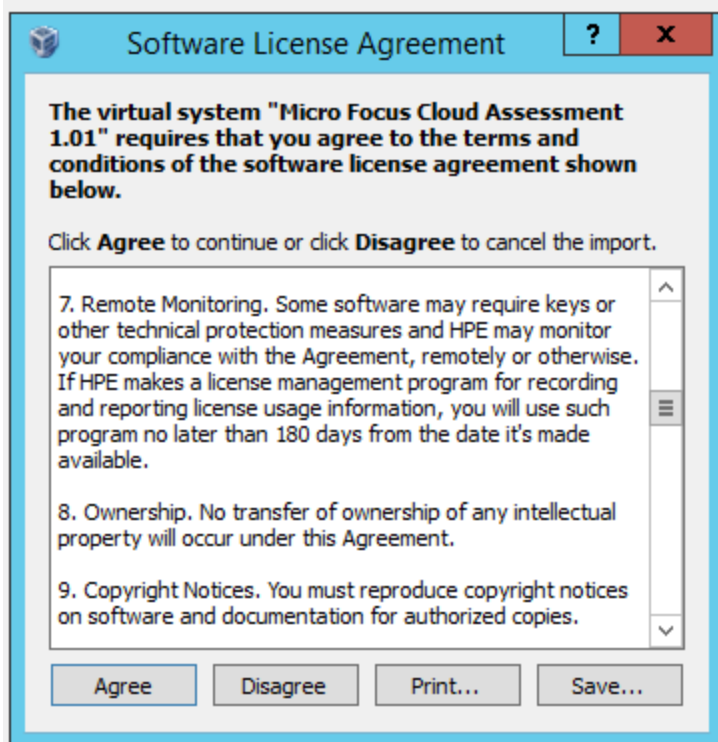 Software License Agreement
?
x
The virtual system "Micro Focus Cloud Assessment
1.01" requires that you agree to the terms and
conditions of the software license agreement shown
below.
Click Agree to continue or click Disagree to cancel the import.
7. Remote Monitoring. Some software may require keys or
other technical protection measures and HPE may monitor
your compliance with the Agreement, remotely or otherwise.
If HPE makes a license management program for recording
and reporting license usage information, you will use such
program no later than 180 days from the date it's made
available.
8. Ownership. No transfer of ownership of any intellectual
property will occur under this Agreement.
9. Copyright Notices. You must reproduce copyright notices
on software and documentation for authorized copies.
Agree
Disagree
Print...
Save...